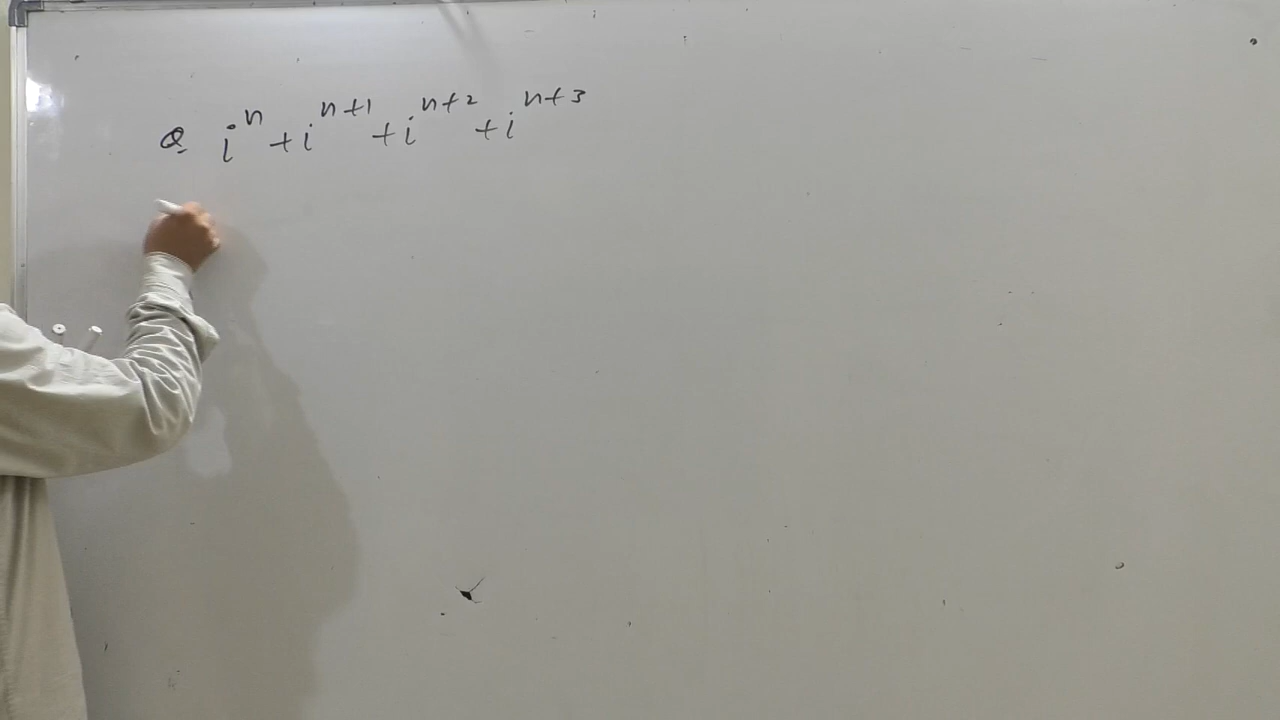 Q. i^n + i^{n+1} + i^{n+2} + i^{n+3}